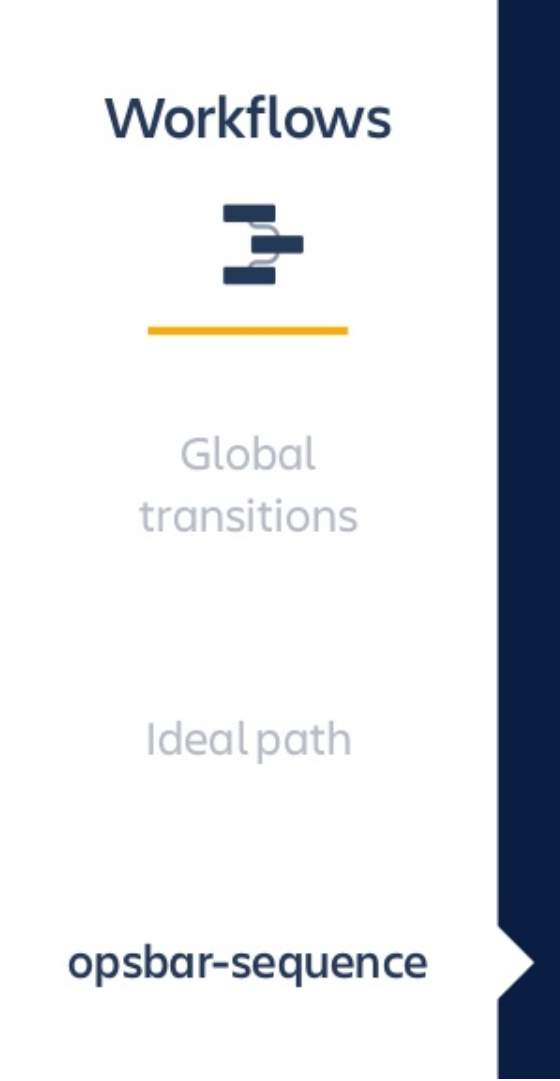 Workflows
Global
transitions
Ideal path
opsbar-sequence